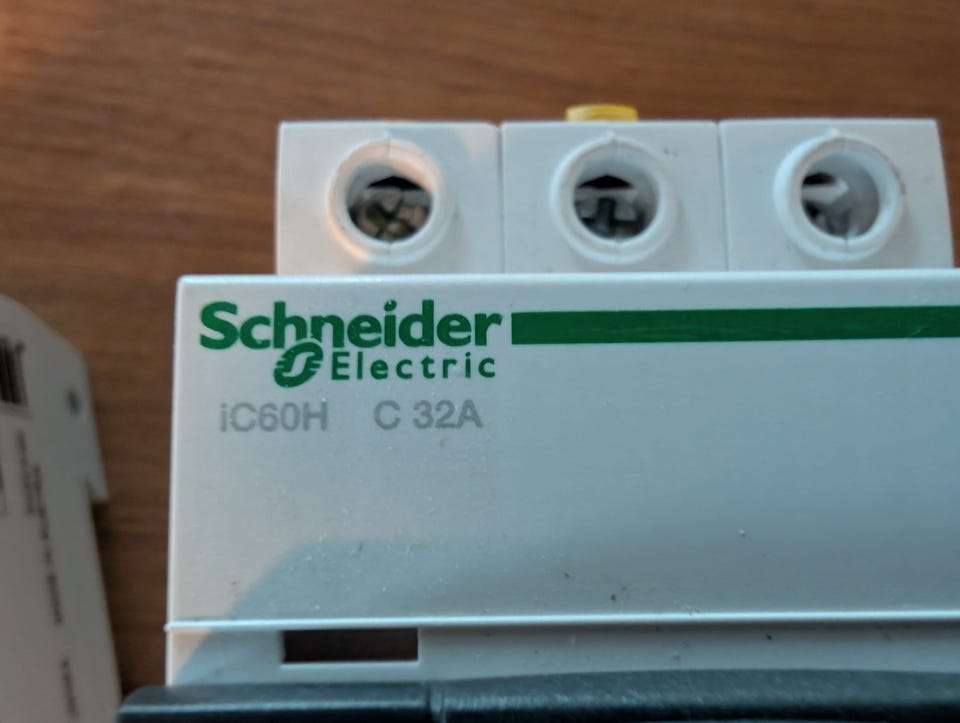 Schneider
Electric
iC60H C 32A